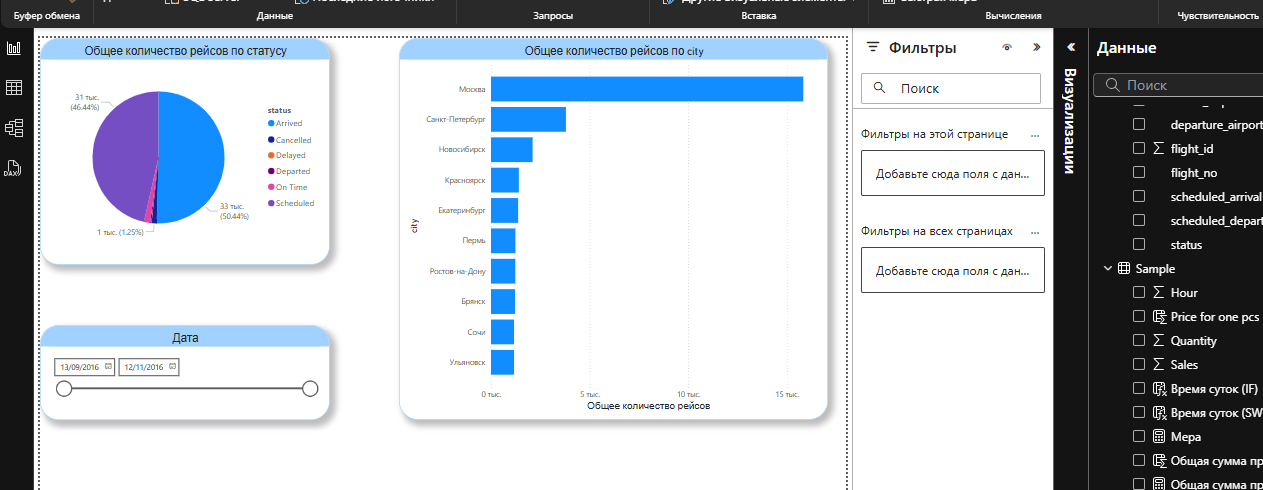 Буфер обмена
Данные
Запросы
Вставка
Вычисления
Чувствительность
Общее количество рейсов по статусу
31 тыс.
(46.44%)
33 тыс.
(50.44%)
1 тыс. (1.25%)
status
Arrived
Cancelled
Delayed
Departed
On Time
Scheduled
Дата
13/09/2016
12/11/2016
Общее количество рейсов по city
city
Москва
Санкт-Петербург
Новосибирск
Красноярск
Екатеринбург
Пермь
Ростов-на-Дону
Брянск
Сочи
Ульяновск
0 тыс.
5 тыс.
10 тыс.
15 тыс.
Общее количество рейсов
Фильтры
Поиск
Фильтры на этой странице
...
Добавьте сюда поля с дан...
Фильтры на всех страницах
...
Добавьте сюда поля с дан...
Визуализации
Данные
Поиск
departure_airport
flight_id
flight_no
scheduled_arrival
scheduled_depart
status
Sample
Hour
Price for one pcs
Quantity
Sales
Время суток (IF)
Время суток (SW
Мера
Общая сумма пр
Общая сумма пр